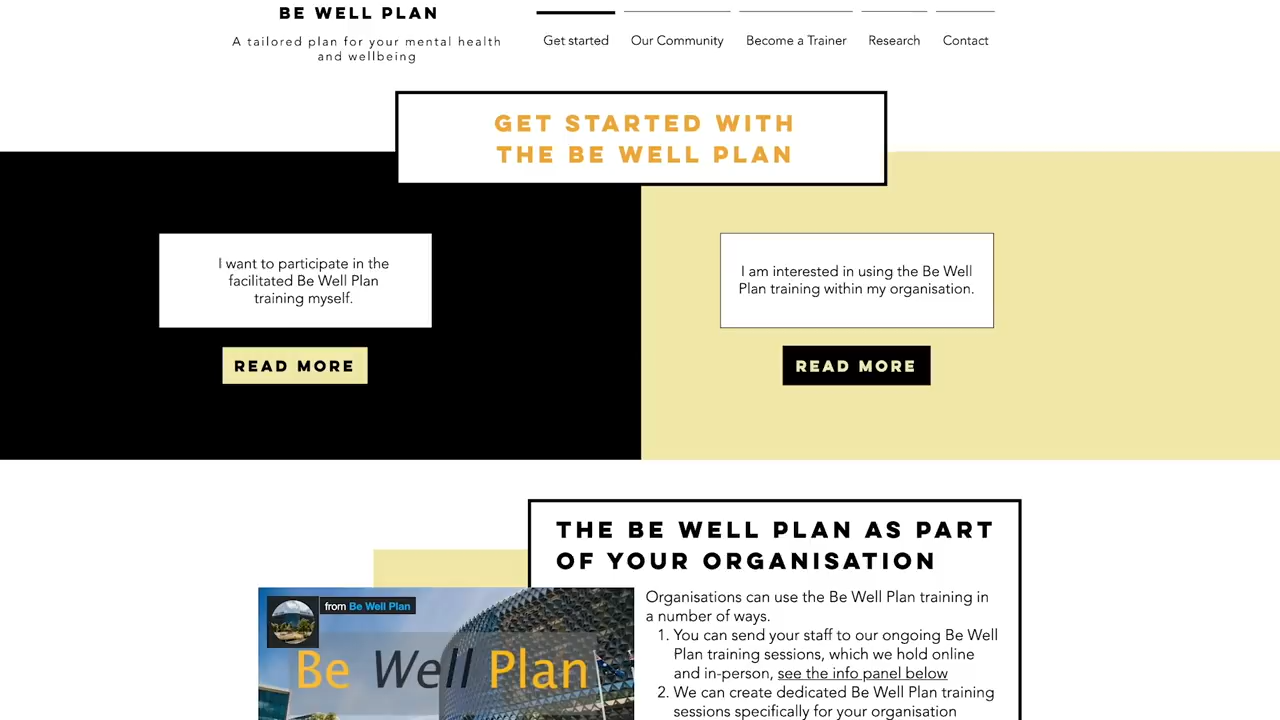 BE WELL PLAN
A tailored plan for your mental health
and wellbeing
Get started
Our Community
Become a Trainer
Research
Contact
GET STARTED WITH
THE BE WELL PLAN
I want to participate in the
facilitated Be Well Plan
training myself.
READ MORE
I am interested in using the Be Well
Plan training within my organisation.
READ MORE
THE BE WELL PLAN AS PART
OF YOUR ORGANISATION
from Be Well Plan
Be Well Plan
Organisations can use the Be Well Plan training in
a number of ways.
1. You can send your staff to our ongoing Be Well
Plan training sessions, which we hold online
and in-person, see the info panel below
2. We can create dedicated Be Well Plan training
sessions specifically for your organisation